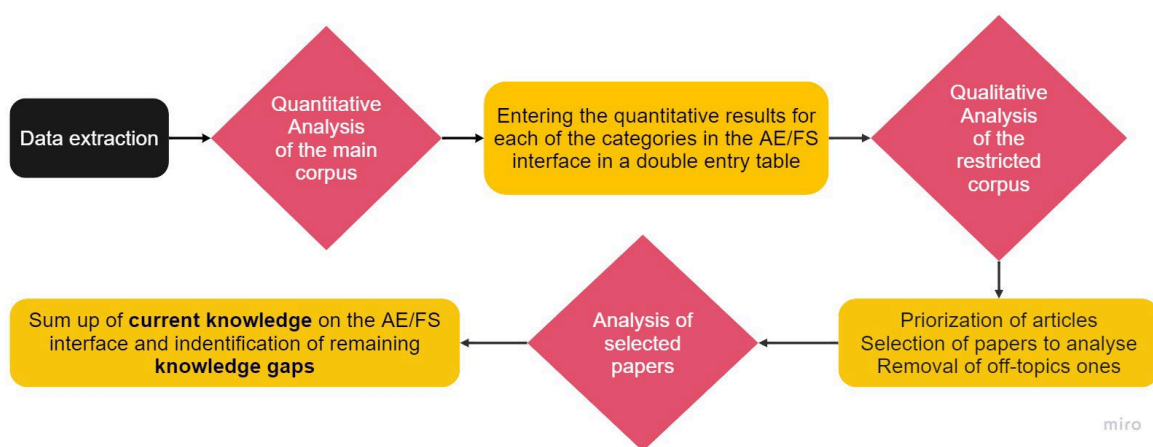 Data extraction
Quantitative
Analysis
of the main
corpus
Entering the quantitative results for
each of the categories in the AE/FS
interface in a double entry table
Qualitative
Analysis
of the
restricted
corpus
Priorization of articles
Selection of papers to analyse
Removal of off-topics ones
Analysis of
selected
papers
Sum up of current knowledge on the AE/FS
interface and indentification of remaining
knowledge gaps
miro